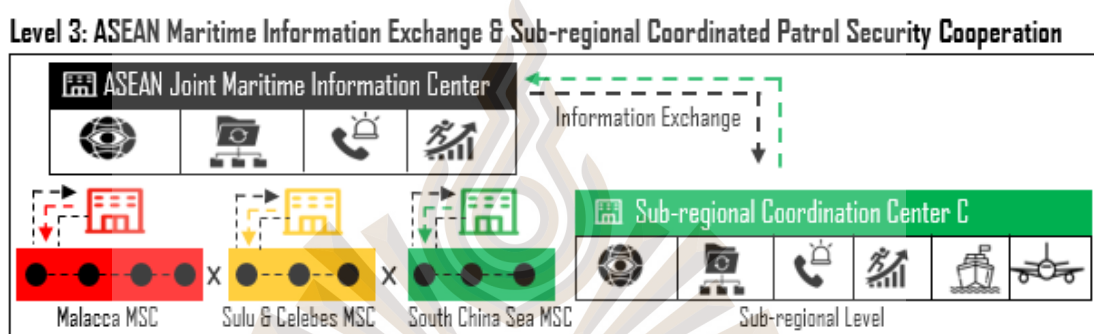 Level 3: ASEAN Maritime Information Exchange & Sub-regional Coordinated Patrol Security Cooperation
ASEAN Joint Maritime Information Center
Information Exchange
Sub-regional Coordination Center C
X
X
Malacca MSC
Sulu & Celebes MSC
South China Sea MSC
Sub-regional Level